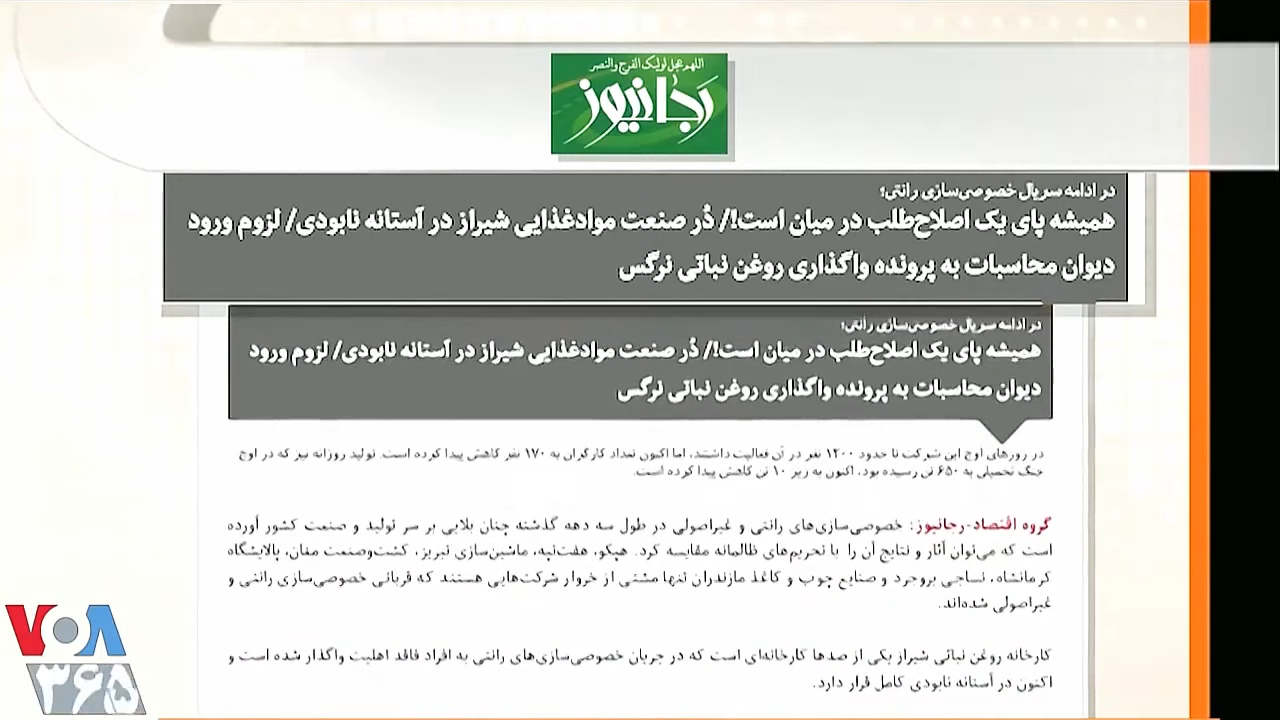 اللهم عجل لولیک الفرج والنصر
رجانیوز
در ادامه سریال خصوصی‌سازی رانتی؛
همیشه پای یک اصلاح‌طلب در میان است!/ دُر صنعت موادغذایی شیراز در آستانه نابودی/ لزوم ورود
دیوان محاسبات به پرونده واگذاری روغن نباتی نرگس
در ادامه سریال خصوصی‌سازی رانتی؛
همیشه پای یک اصلاح‌طلب در میان است!/ دُر صنعت موادغذایی شیراز در آستانه نابودی/ لزوم ورود
دیوان محاسبات به پرونده واگذاری روغن نباتی نرگس
در روزهای اوج این شرکت تا حدود ۱۲۰۰ نفر در آن فعالیت داشتند، اما اکنون تعداد کارگران به ۱۷۰ نفر کاهش پیدا کرده است. تولید روزانه نیز که در اوج
جنگ تحمیلی به ۶۵۰ تن رسیده بود، اکنون به زیر ۱۰ تن کاهش پیدا کرده است.
گروه اقتصاد-رجانیوز: خصوصی‌سازی‌های رانتی و غیراصولی در طول سه دهه گذشته چنان بلایی بر سر تولید و صنعت کشور آورده
است که می‌توان آثار و نتایج آن را با تحریم‌های ظالمانه مقایسه کرد. هپکو، هفت‌تپه، ماشین‌سازی تبریز، کشت‌وصنعت مغان، پالایشگاه
کرمانشاه، نساجی بروجرد و صنایع چوب و کاغذ مازندران تنها مشتی از خروار شرکت‌هایی هستند که قربانی خصوصی‌سازی رانتی و
غیراصولی شده‌اند.
کارخانه روغن نباتی شیراز یکی از صدها کارخانه‌ای است که در جریان خصوصی‌سازی‌های رانتی به افراد فاقد اهلیت واگذار شده است و
اکنون در آستانه نابودی کامل قرار دارد.
VOA
۳۶۵